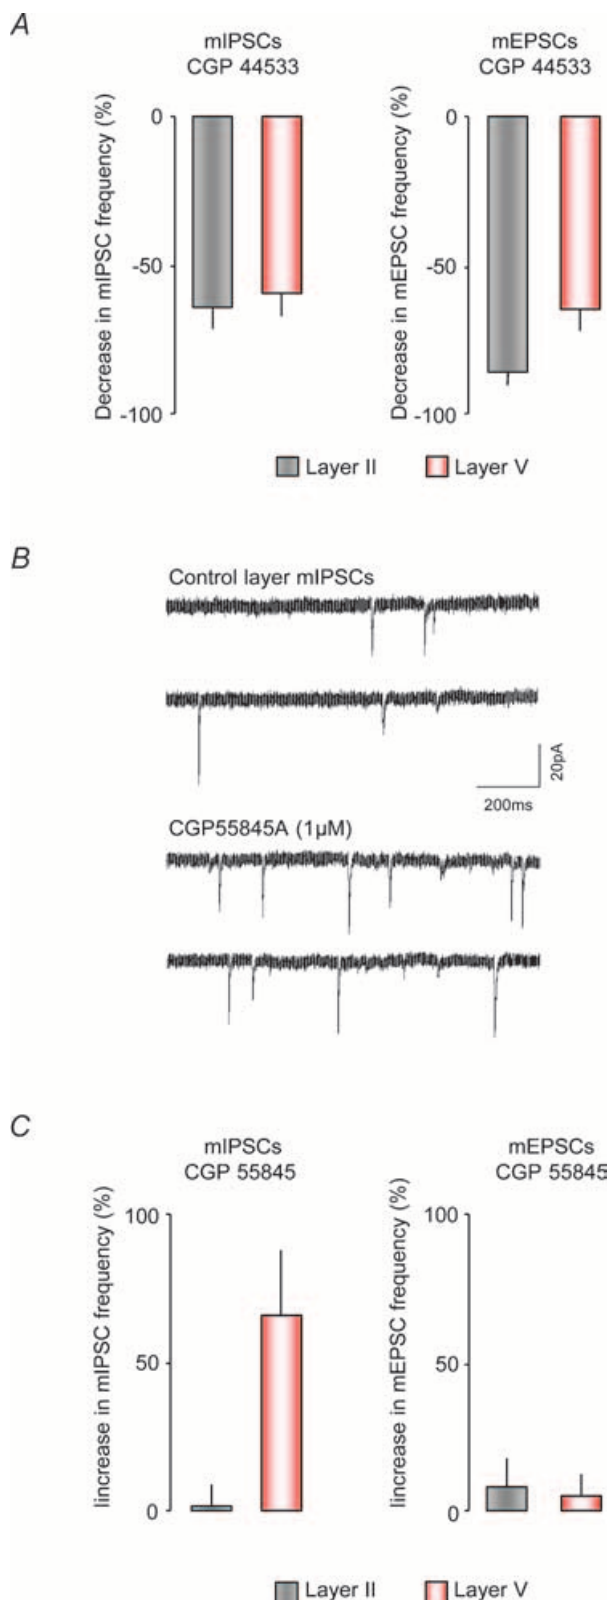 A
mIPSCs
CGP 44533
mEPSCs
CGP 44533
Decrease in mIPSC frequency (%)
0
-50
-100
Decrease in mEPSC frequency (%)
0
-50
-100
Layer II
Layer V
B
Control layer mIPSCs
20pA
200ms
CGP55845A (1µM)
C
mIPSCs
CGP 55845
mEPSCs
CGP 55845
Iincrease in mIPSC frequency (%)
100
50
0
Iincrease in mEPSC frequency (%)
100
50
0
Layer II
Layer V